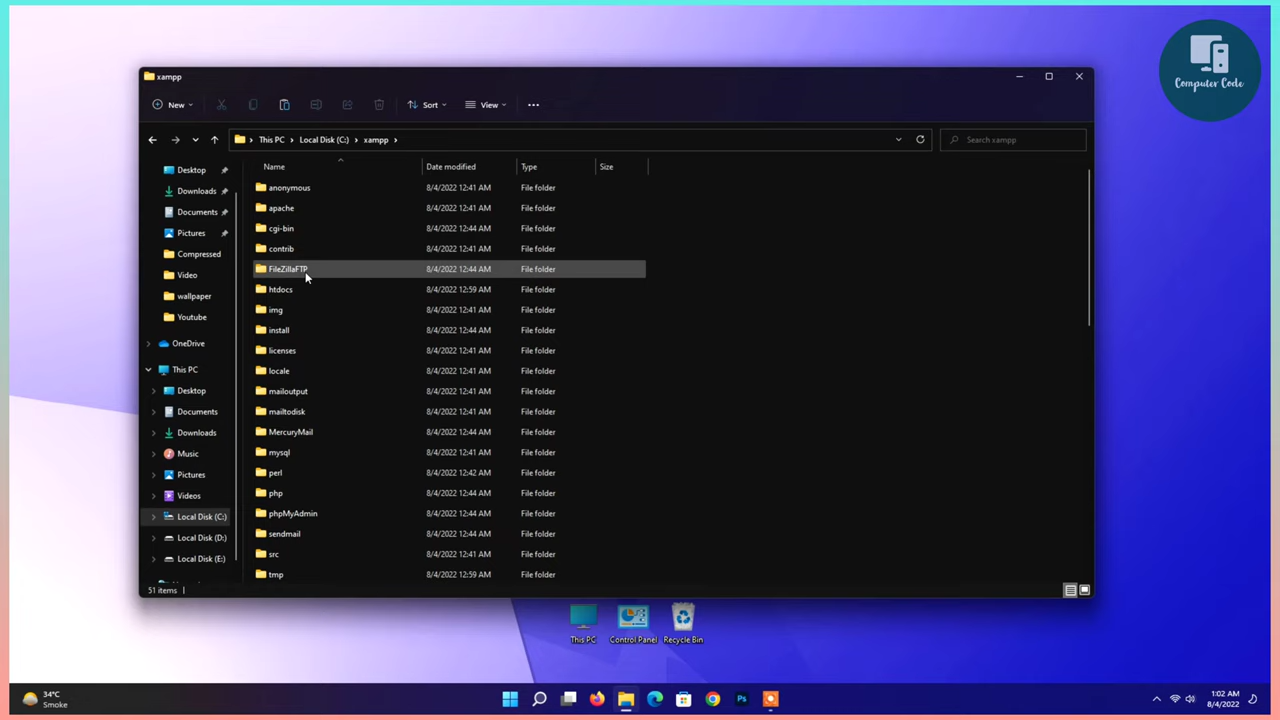 xampp
Computer Code
New
Sort
View
This PC
Local Disk (C:)
xampp
Search xampp
Name
Date modified
Type
Size
Desktop
Downloads
Documents
Pictures
Compressed
Video
wallpaper
Youtube
OneDrive
This PC
Desktop
Documents
Downloads
Music
Pictures
Videos
Local Disk (C:)
Local Disk (D:)
Local Disk (E:)
anonymous 8/4/2022 12:41 AM File folder
apache 8/4/2022 12:41 AM File folder
cgi-bin 8/4/2022 12:44 AM File folder
contrib 8/4/2022 12:41 AM File folder
FileZillaFTP 8/4/2022 12:44 AM File folder
htdocs 8/4/2022 12:59 AM File folder
img 8/4/2022 12:41 AM File folder
install 8/4/2022 12:44 AM File folder
licenses 8/4/2022 12:41 AM File folder
locale 8/4/2022 12:41 AM File folder
mailoutput 8/4/2022 12:41 AM File folder
mailtodisk 8/4/2022 12:41 AM File folder
MercuryMail 8/4/2022 12:44 AM File folder
mysql 8/4/2022 12:41 AM File folder
perl 8/4/2022 12:42 AM File folder
php 8/4/2022 12:44 AM File folder
phpMyAdmin 8/4/2022 12:44 AM File folder
sendmail 8/4/2022 12:44 AM File folder
src 8/4/2022 12:41 AM File folder
tmp 8/4/2022 12:59 AM File folder
51 items
This PC
Control Panel
Recycle Bin
34°C
Smoke
Ps
1:02 AM
8/4/2022